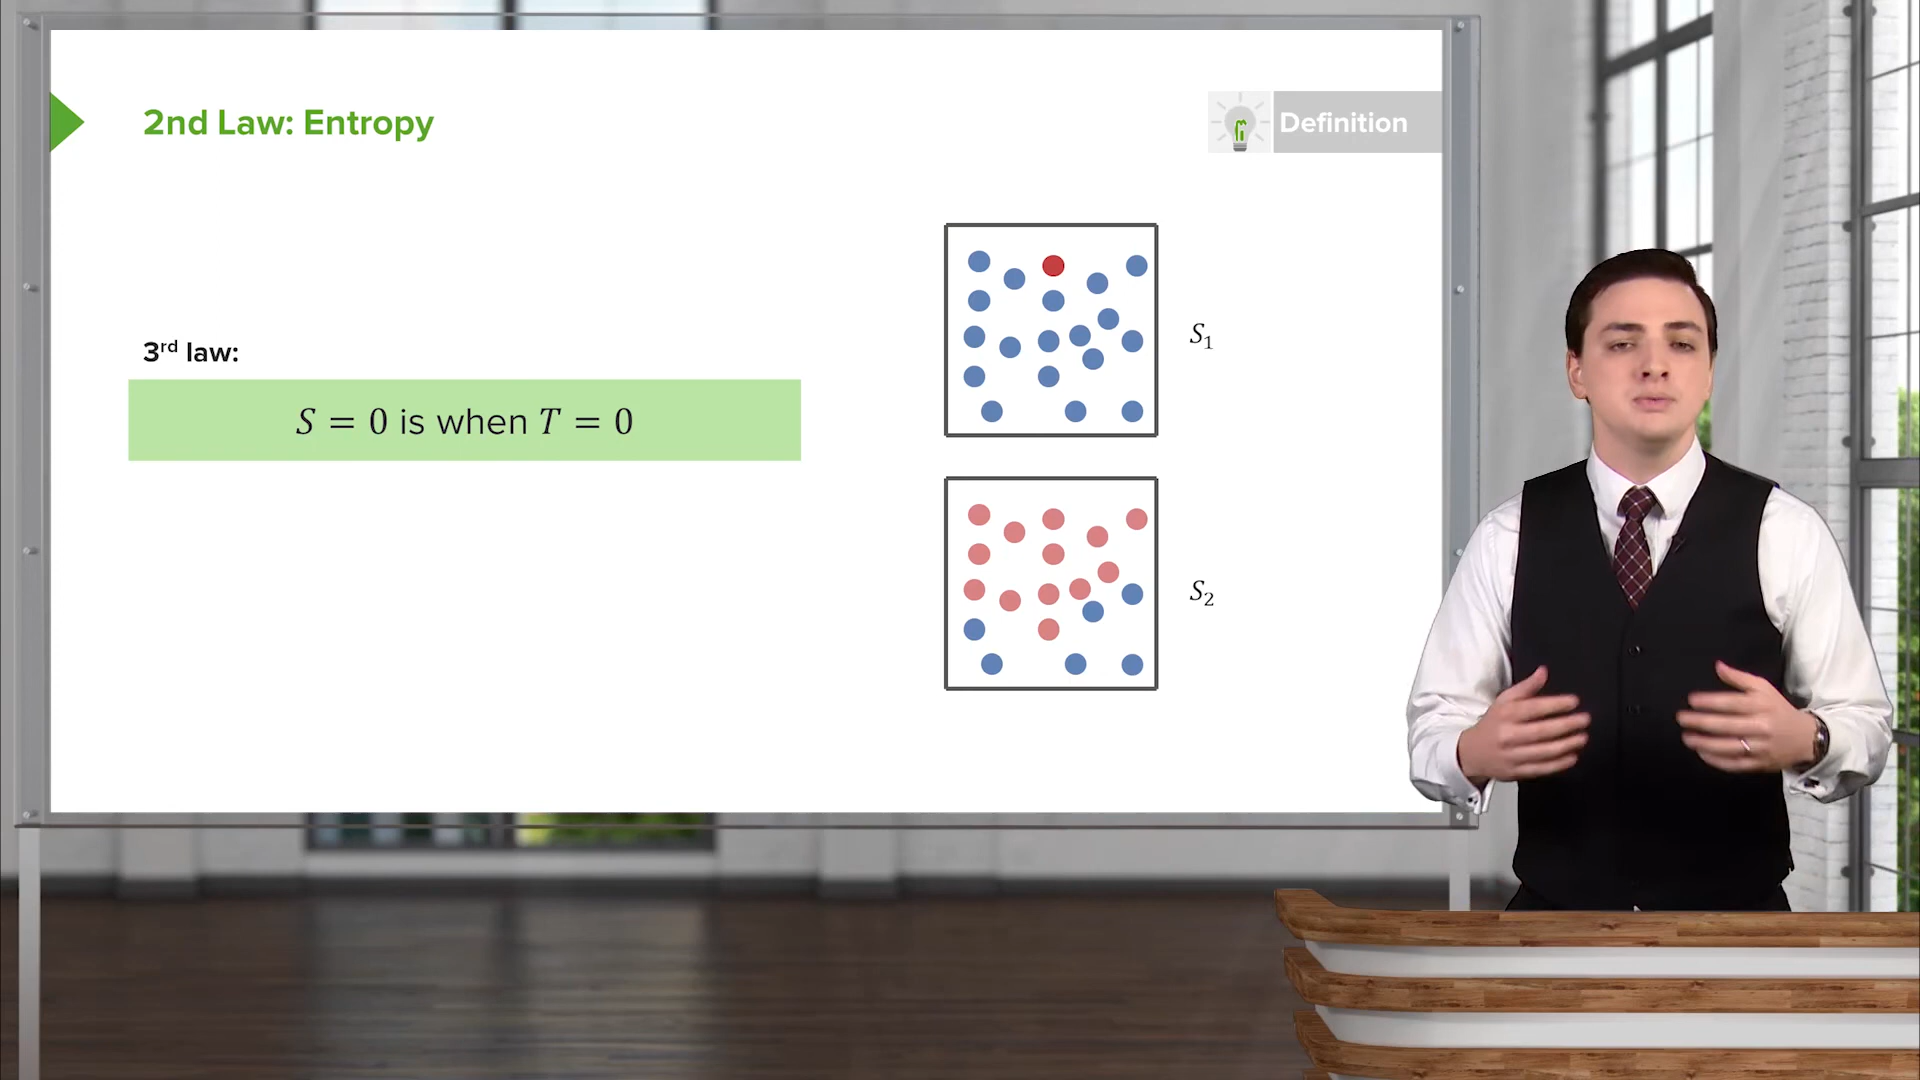 2nd Law: Entropy
Definition
3rd law:
S = 0 is when T = 0
S1
S2